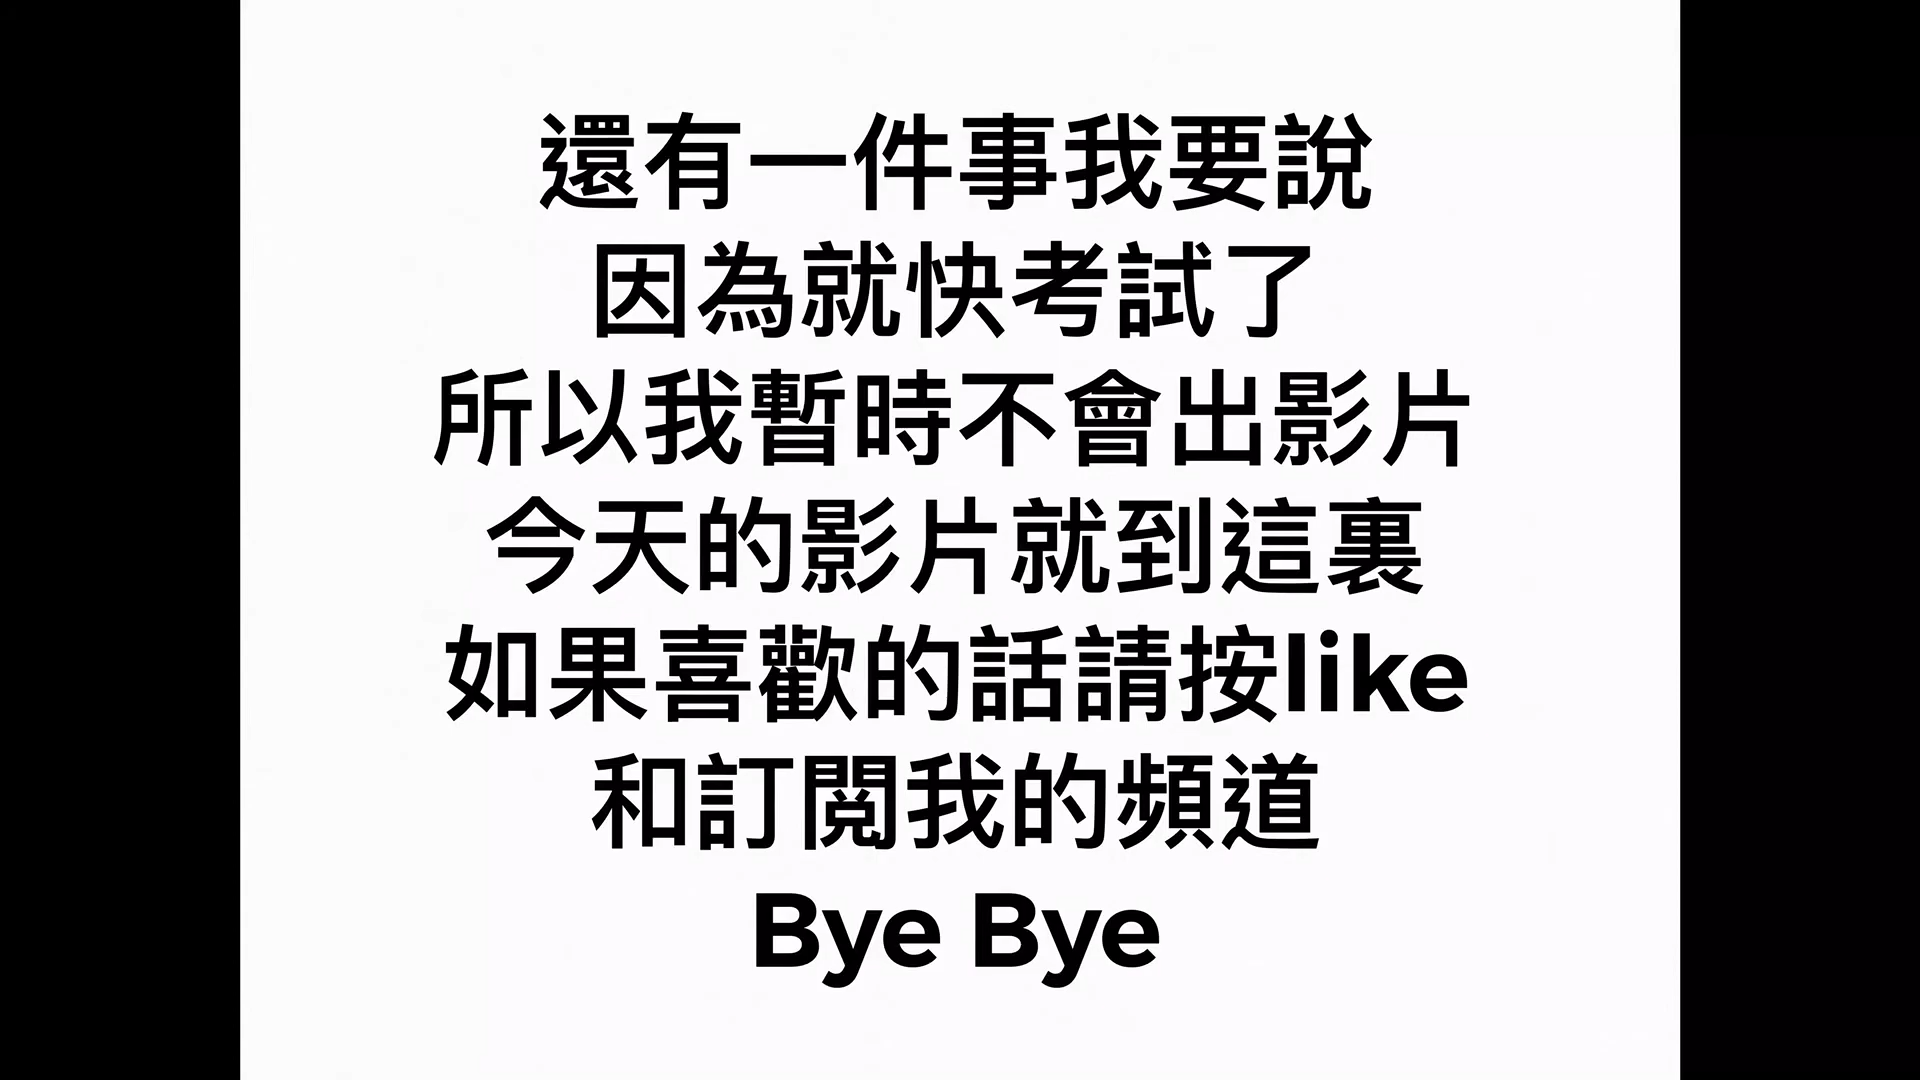 還有一件事我要說
因為就快考試了
所以我暫時不會出影片
今天的影片就到這裏
如果喜歡的話請按like
和訂閱我的頻道
Bye Bye